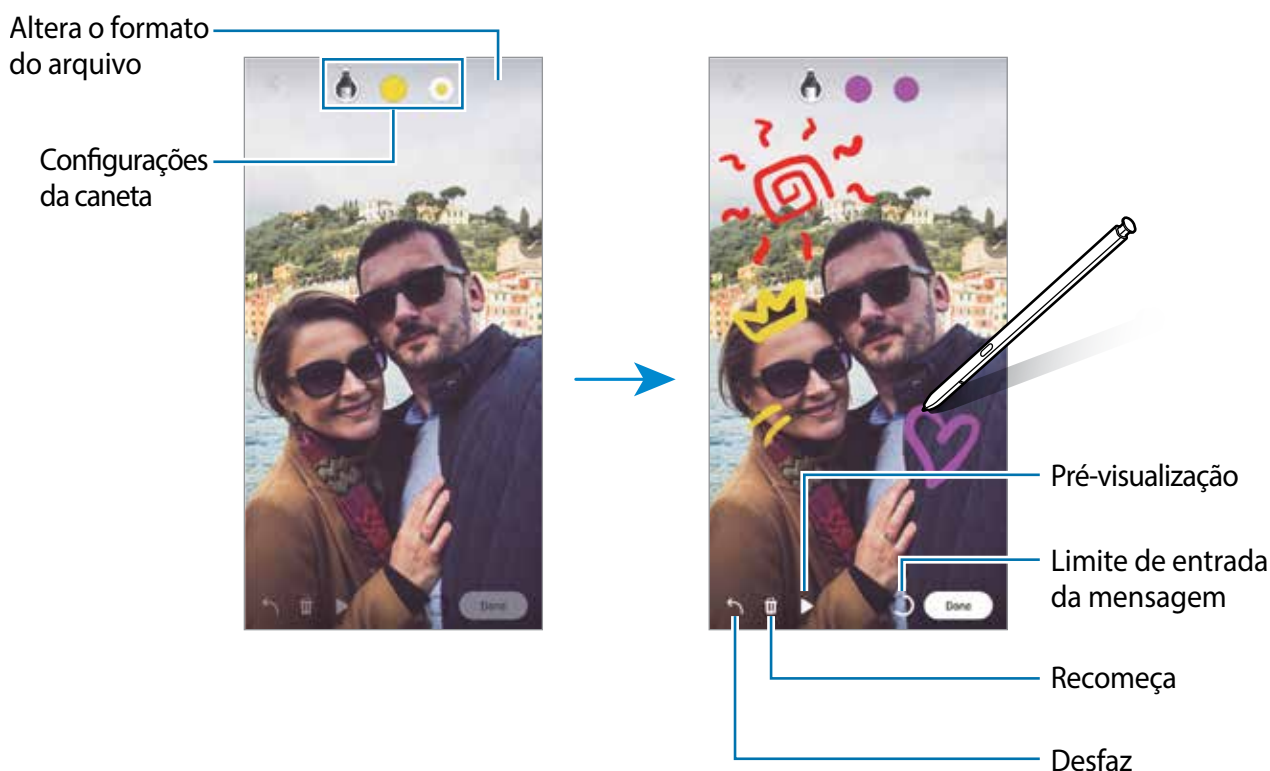 Altera o formato
do arquivo
Configurações
da caneta
Done
Pré-visualização
Limite de entrada
da mensagem
Done
Recomeça
Desfaz